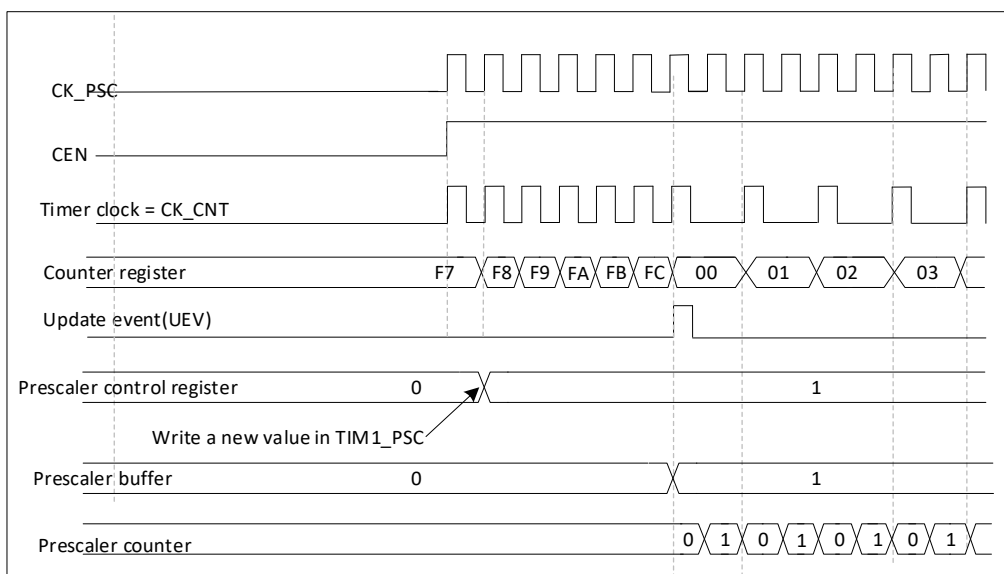 CK_PSC
CEN
Timer clock = CK_CNT
Counter register F7 F8 F9 FA FB FC 00 01 02 03
Update event(UEV)
Prescaler control register 0 1
Write a new value in TIM1_PSC
Prescaler buffer 0 1
Prescaler counter 0 1 0 1 0 1 0 1